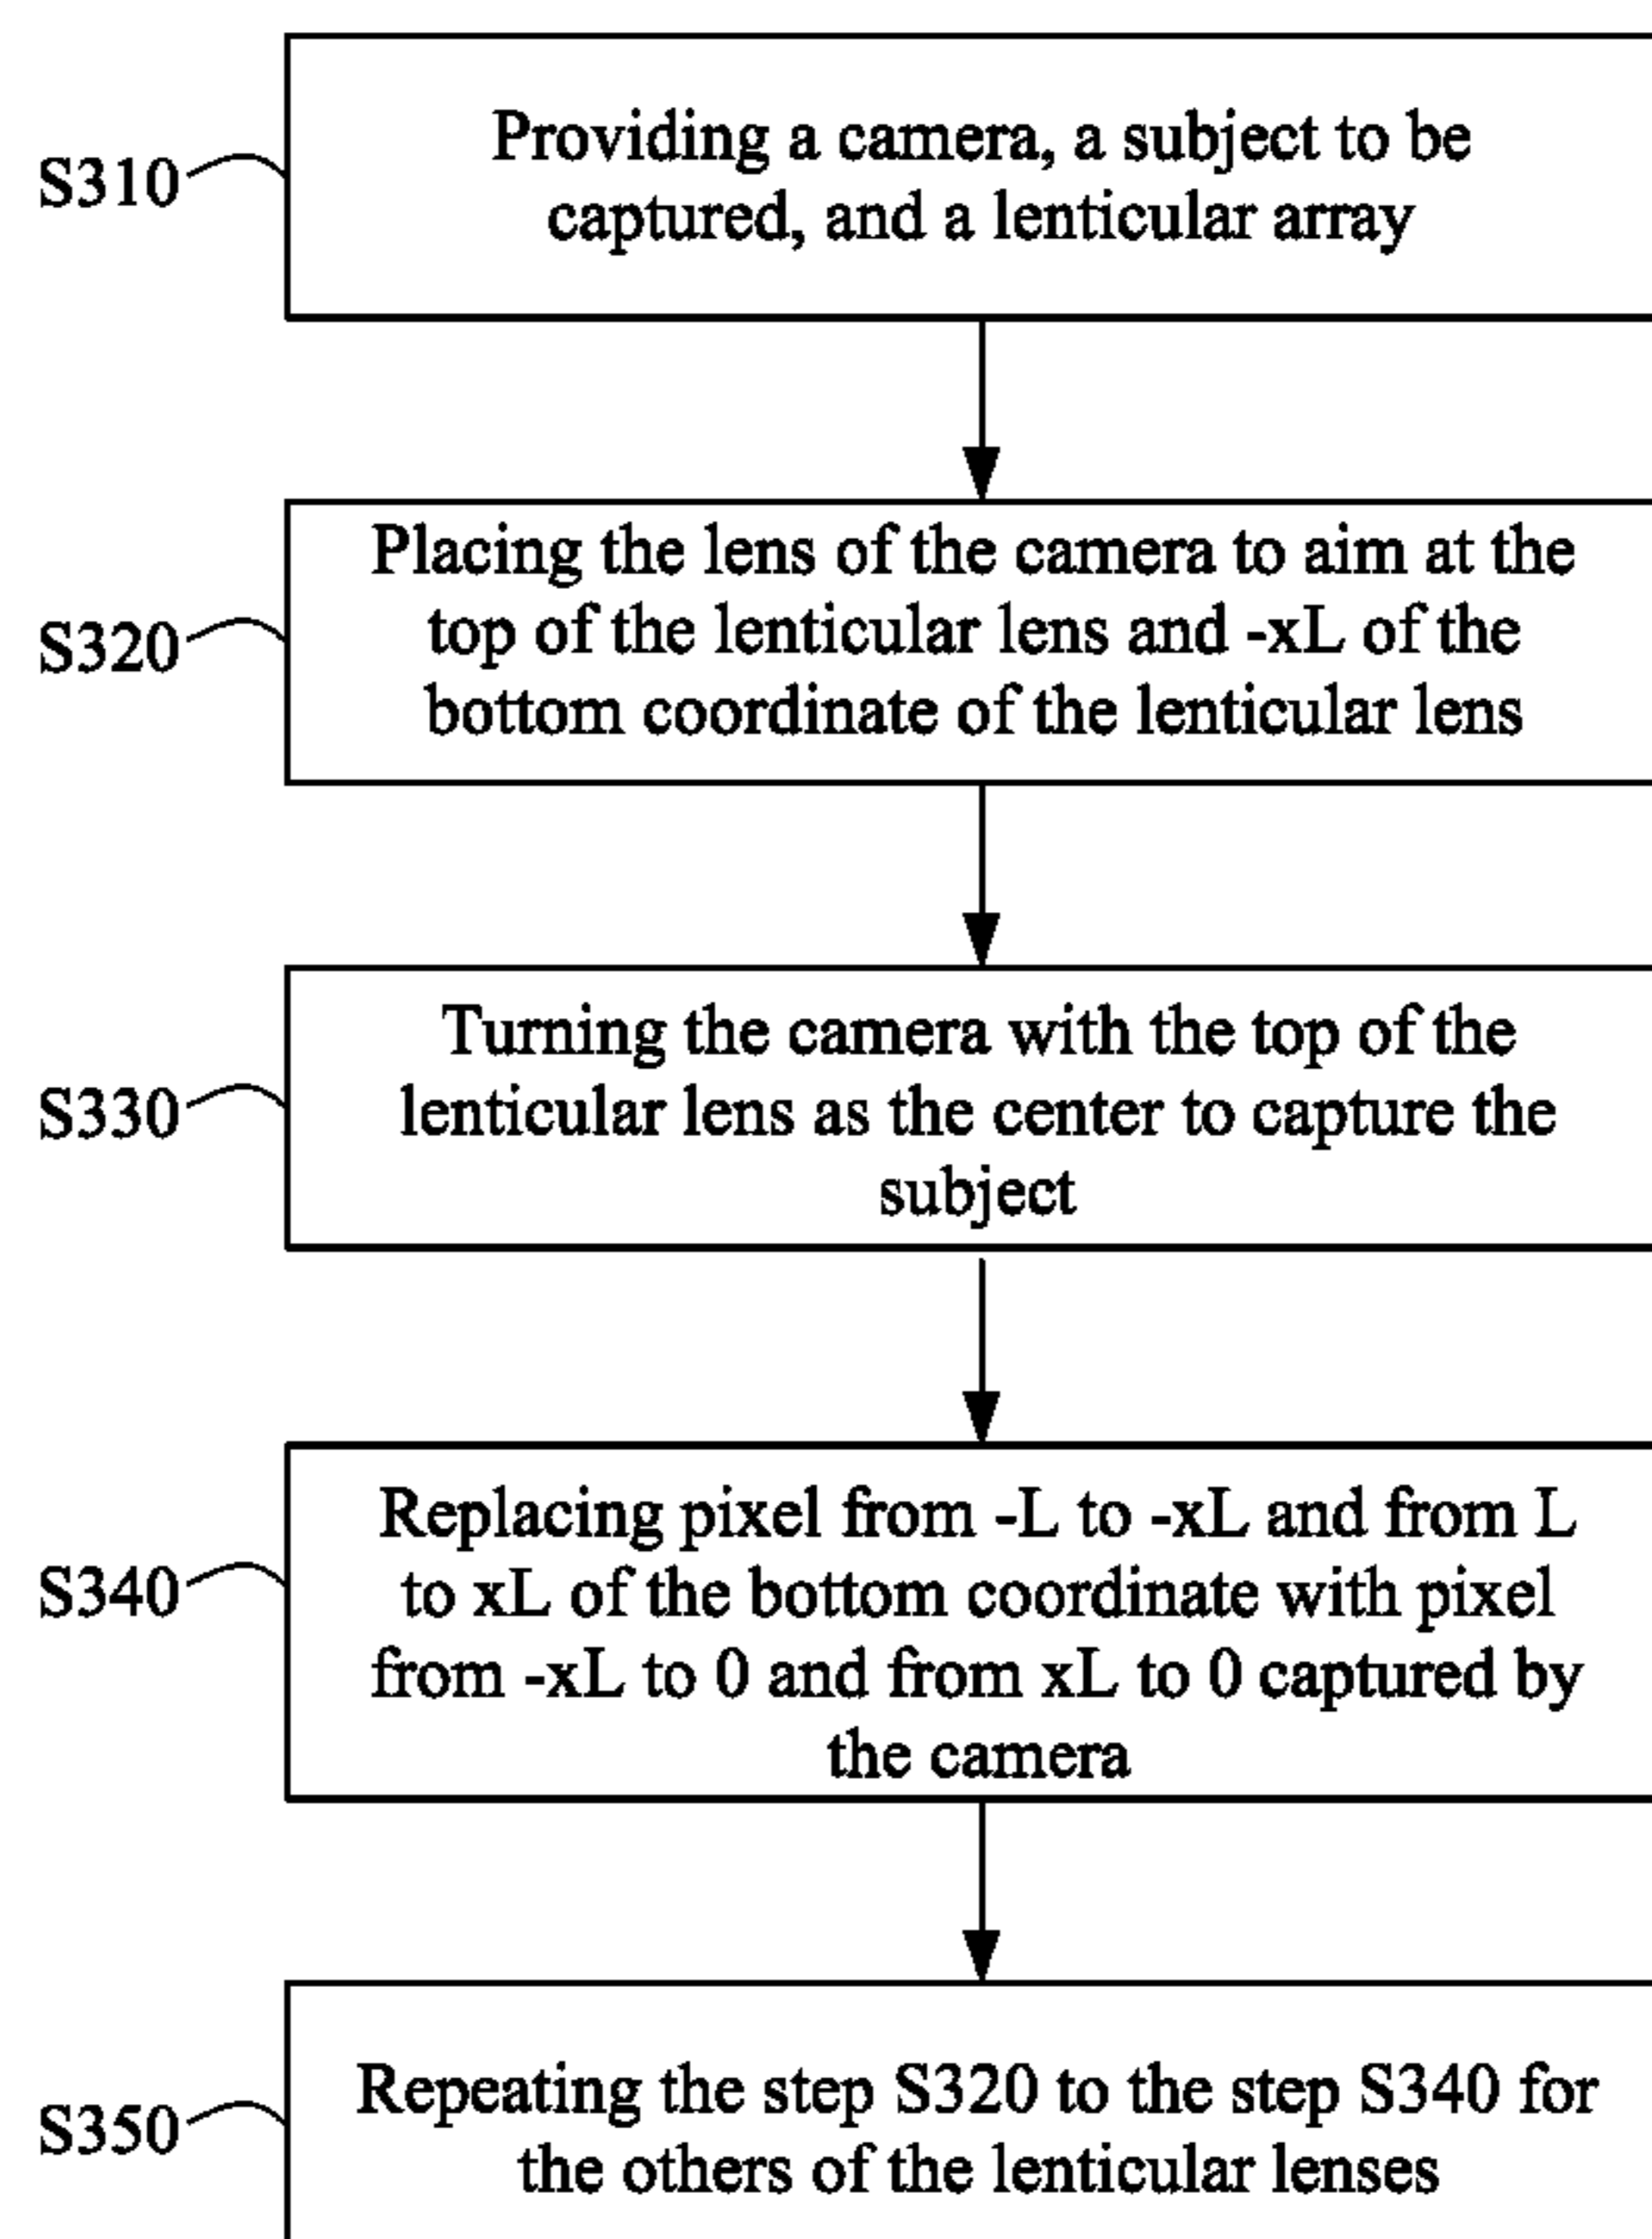 Providing a camera, a subject to be
captured, and a lenticular array
S310
Placing the lens of the camera to aim at the
top of the lenticular lens and -xL of the
bottom coordinate of the lenticular lens
S320
Turning the camera with the top of the
lenticular lens as the center to capture the
subject
S330
Replacing pixel from -L to -xL and from L
to xL of the bottom coordinate with pixel
from -xL to 0 and from xL to 0 captured by
the camera
S340
Repeating the step S320 to the step S340 for
the others of the lenticular lenses
S350